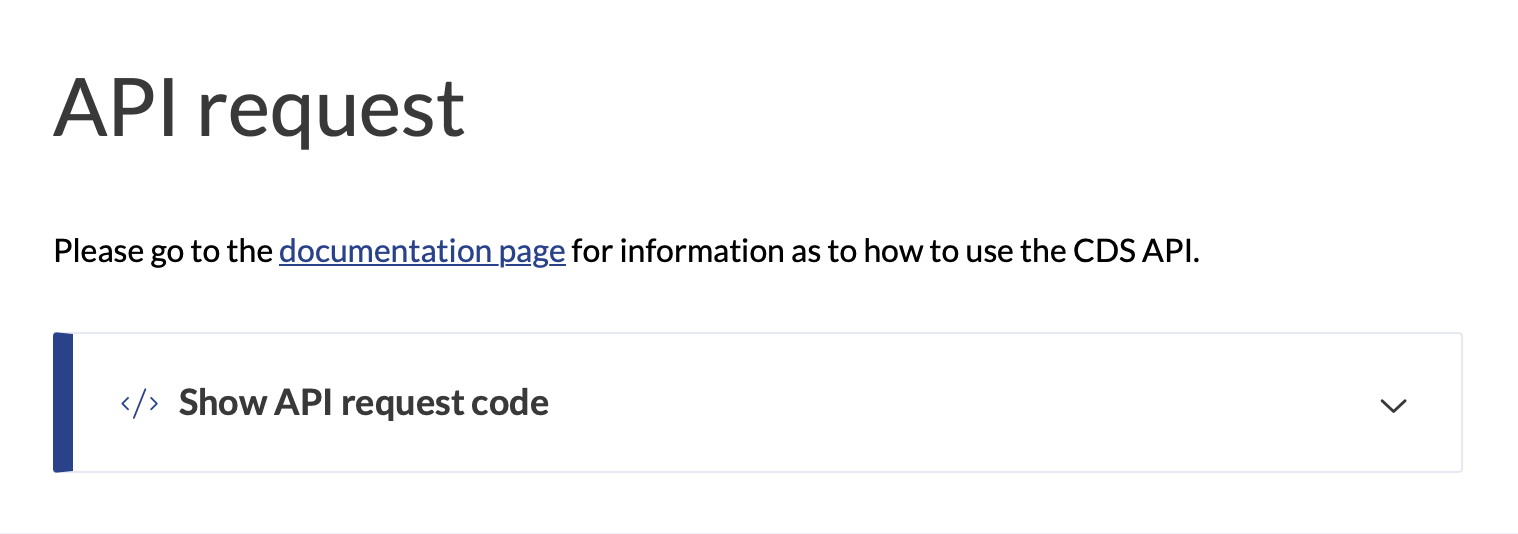 API request
Please go to the documentation page for information as to how to use the CDS API.
</> Show API request code